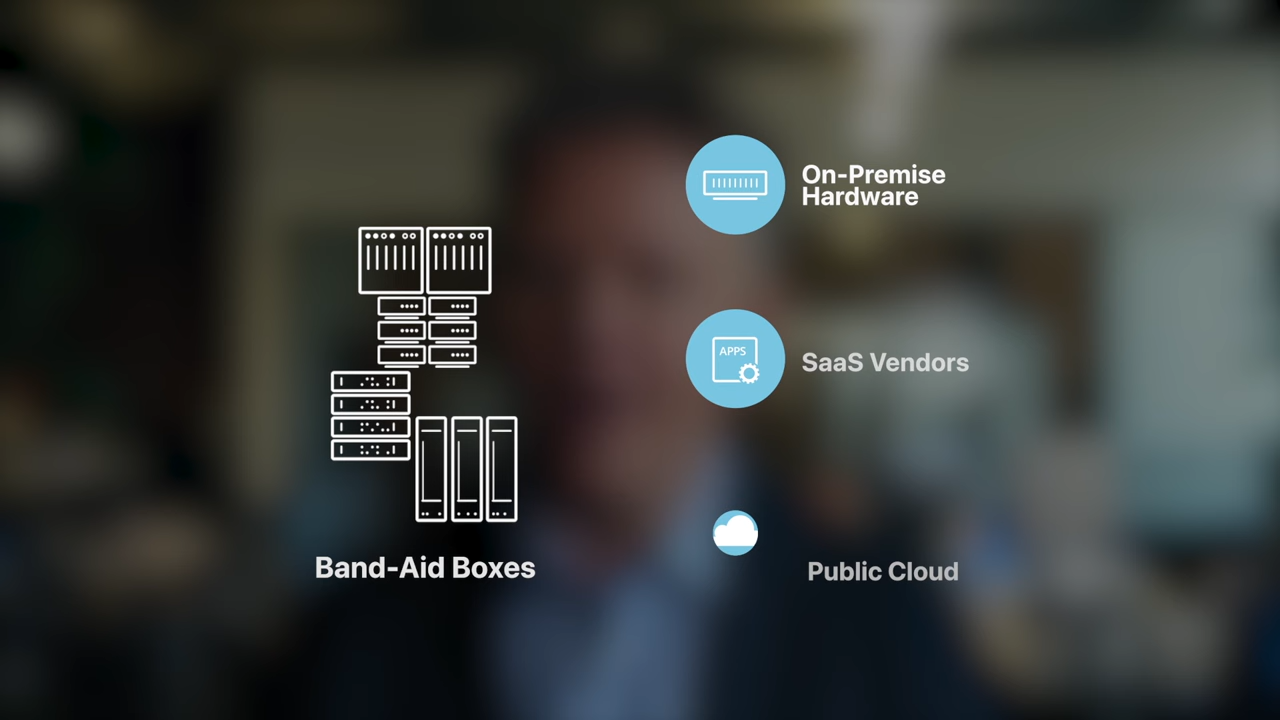 On-Premise
Hardware
APPS
SaaS Vendors
Band-Aid Boxes
Public Cloud